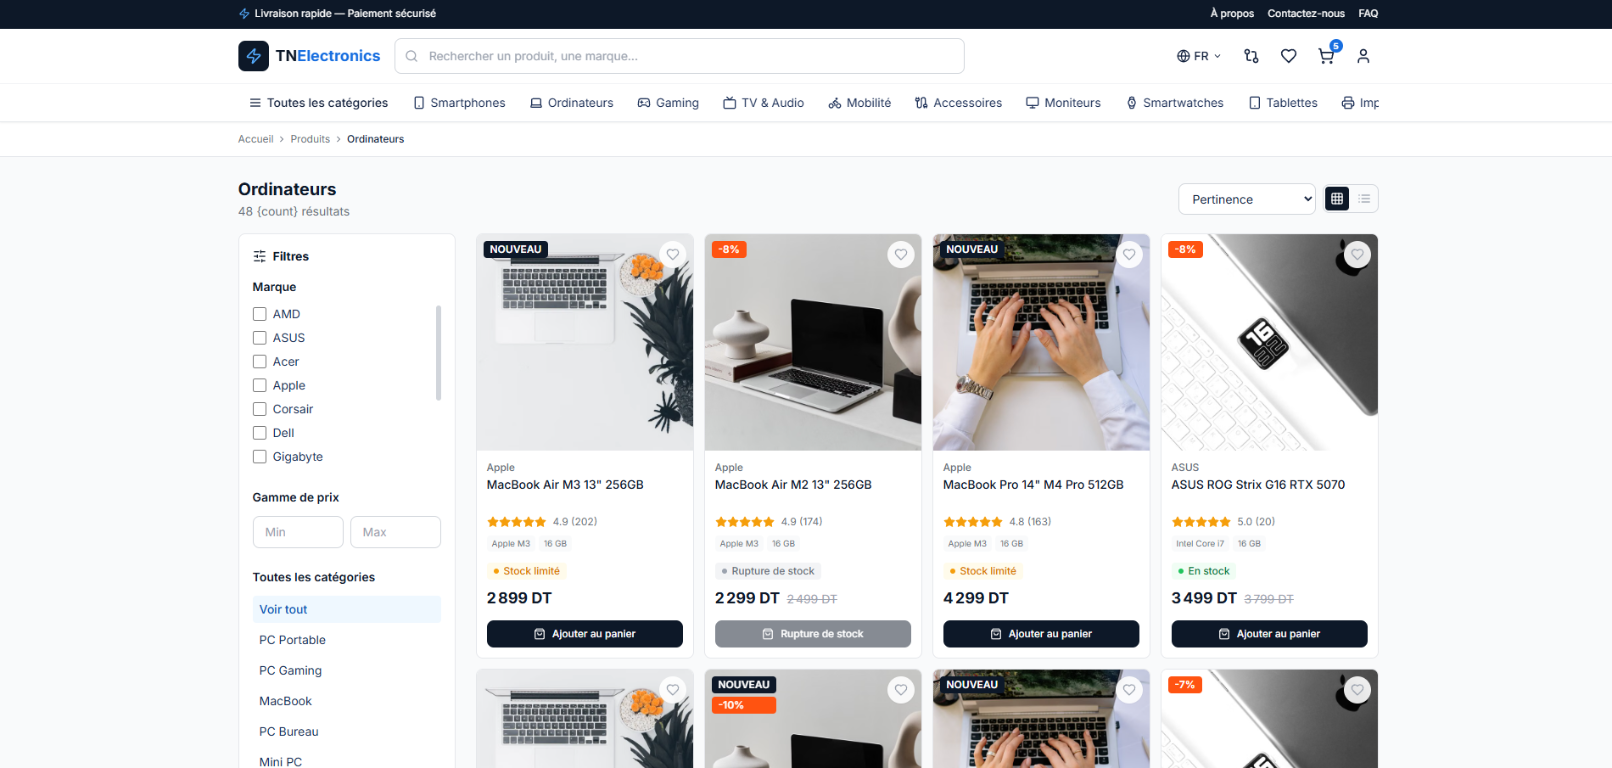 Livraison rapide — Paiement sécurisé
À propos Contactez-nous FAQ
TNElectronics
Rechercher un produit, une marque...
FR
5
Toutes les catégories Smartphones Ordinateurs Gaming TV & Audio Mobilité Accessoires Moniteurs Smartwatches Tablettes Imp
Accueil > Produits > Ordinateurs
Ordinateurs
48 {count} résultats
Pertinence
Filtres
Marque
AMD
ASUS
Acer
Apple
Corsair
Dell
Gigabyte
Gamme de prix
Min Max
Toutes les catégories
Voir tout
PC Portable
PC Gaming
MacBook
PC Bureau
Mini PC
NOUVEAU
Apple
MacBook Air M3 13" 256GB
4.9 (202)
Apple M3 16 GB
Stock limité
2 899 DT
Ajouter au panier
-8%
Apple
MacBook Air M2 13" 256GB
4.9 (174)
Apple M3 16 GB
Rupture de stock
2 299 DT 2 499 DT
Rupture de stock
NOUVEAU
Apple
MacBook Pro 14" M4 Pro 512GB
4.8 (163)
Apple M3 16 GB
Stock limité
4 299 DT
Ajouter au panier
-8%
ASUS
ASUS ROG Strix G16 RTX 5070
5.0 (20)
Intel Core i7 16 GB
En stock
3 499 DT 3 799 DT
Ajouter au panier
NOUVEAU
-10%
NOUVEAU
-7%